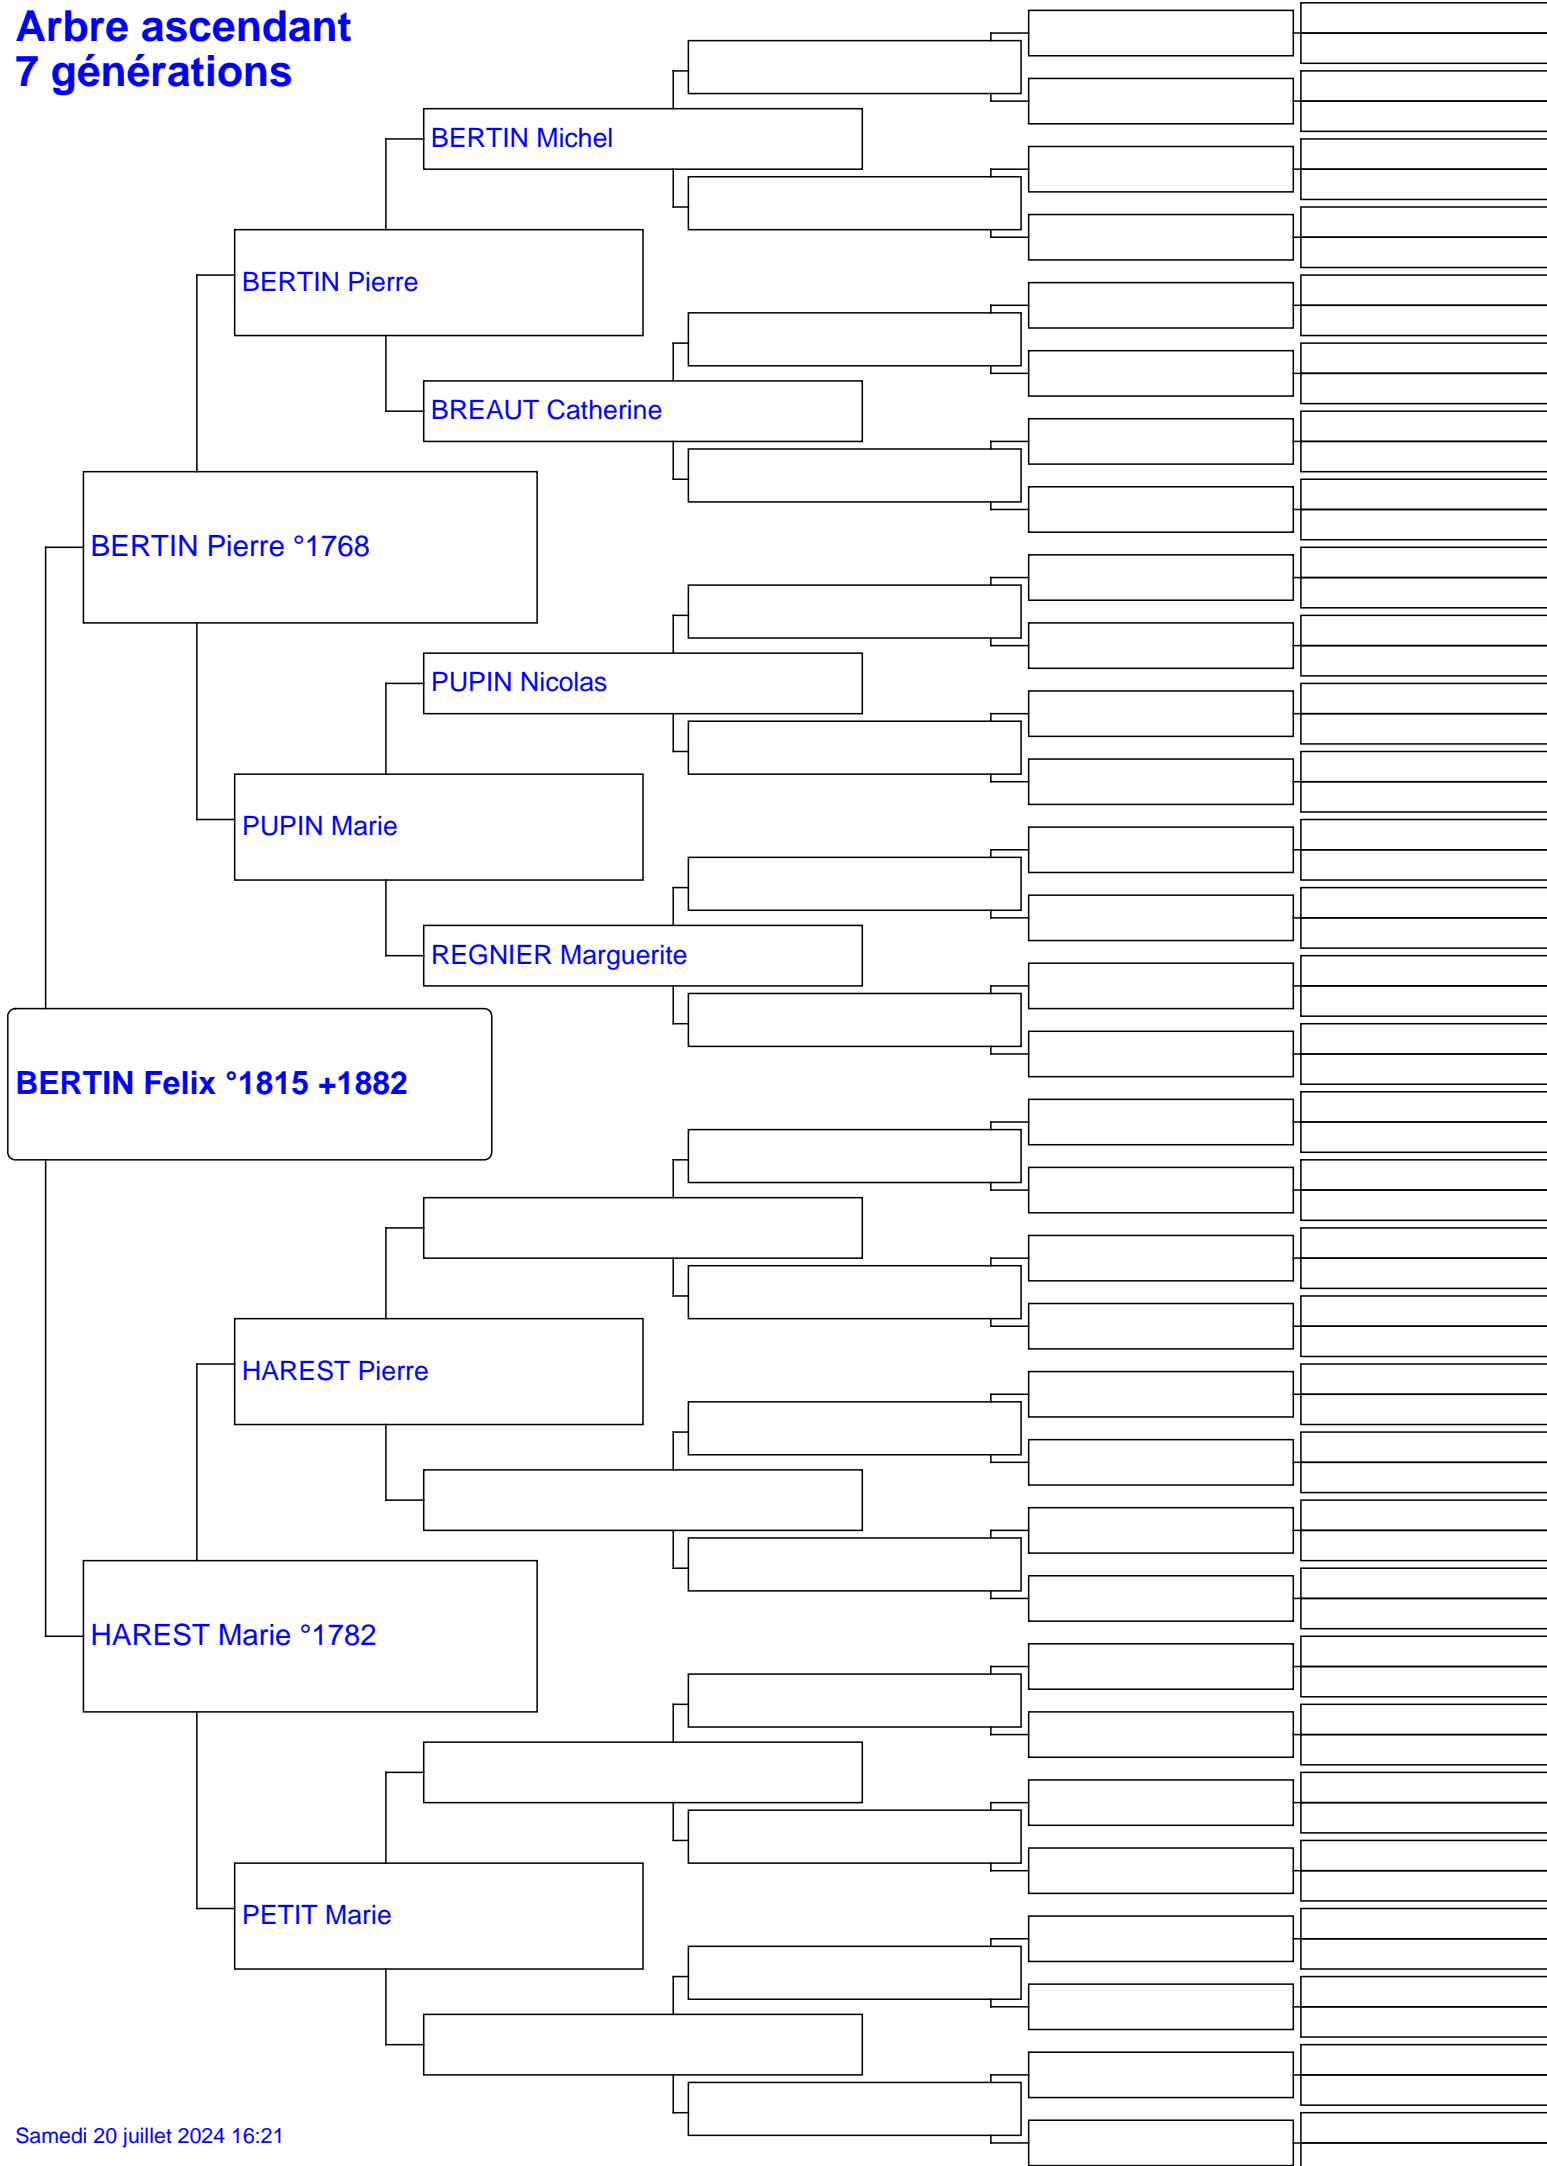 Arbre ascendant
7 générations
BERTIN Michel
BERTIN Pierre
BREAUT Catherine
BERTIN Pierre °1768
PUPIN Nicolas
PUPIN Marie
REGNIER Marguerite
BERTIN Felix °1815 +1882
HAREST Pierre
HAREST Marie °1782
PETIT Marie
Samedi 20 juillet 2024 16:21